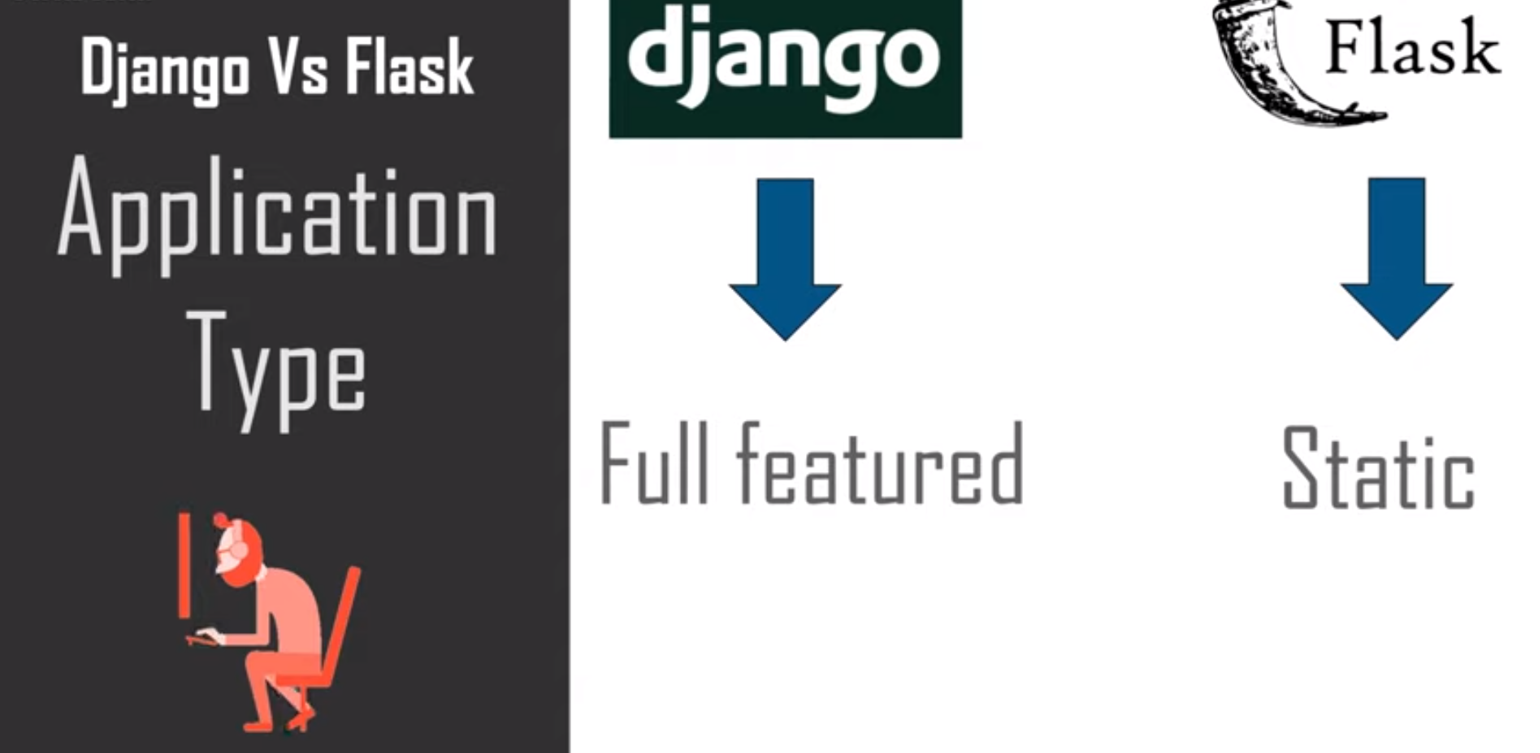 Django Vs Flask
Application
Type
django
Flask
Full featured
Static